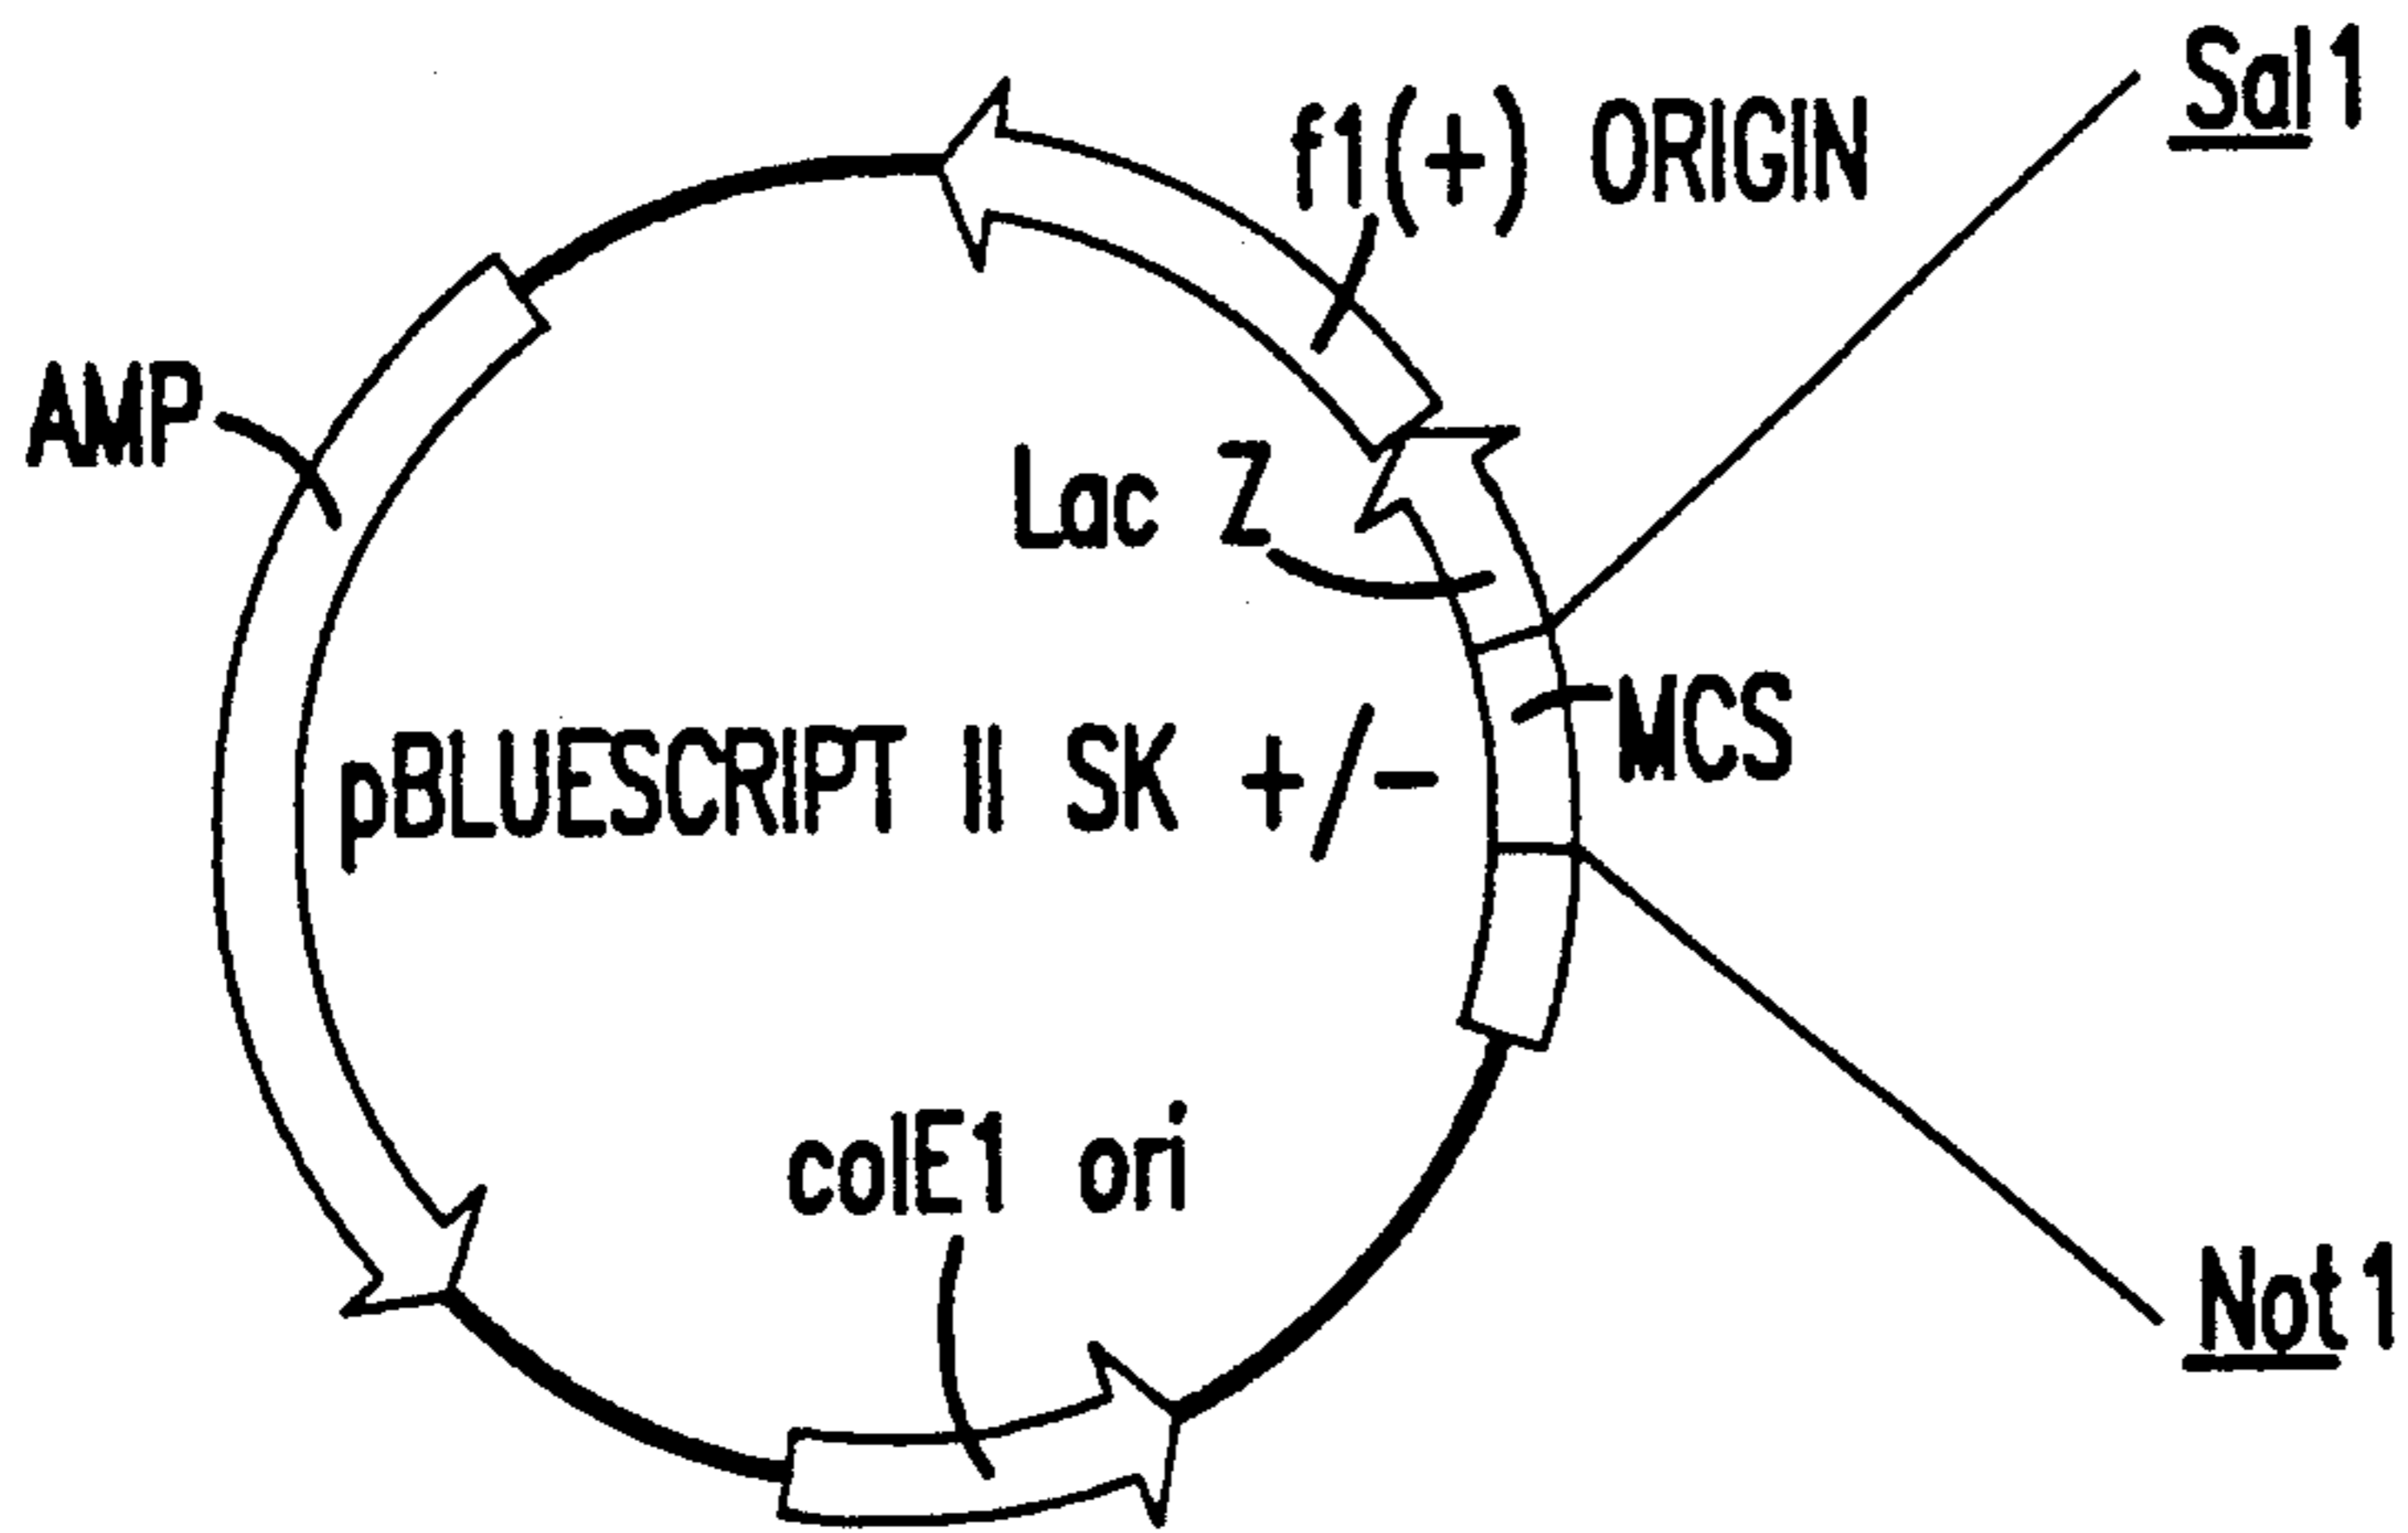 Sal1
f1(+) ORIGIN
AMP
Lac Z
MCS
pBLUESCRIPT II SK +/-
colE1 ori
Not1